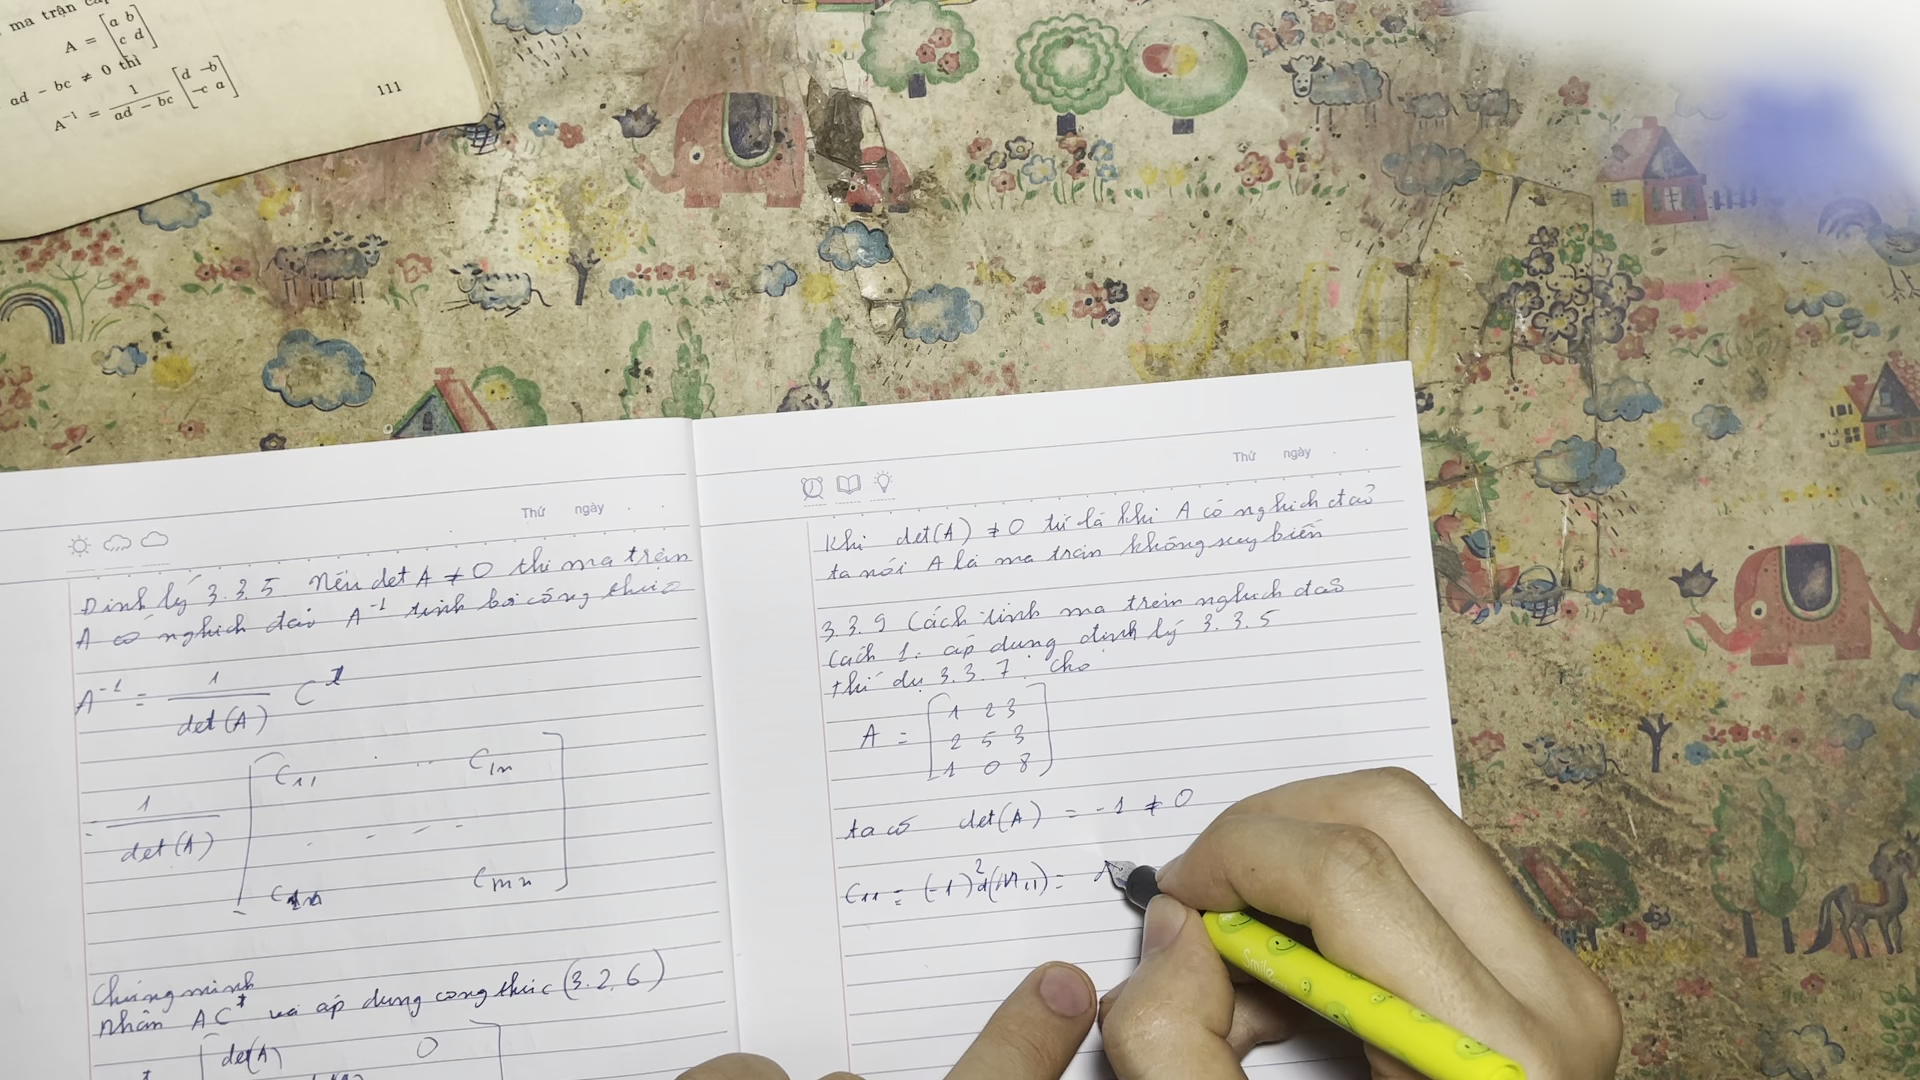 ma trận cấp
A = [a b
c d]
ad - bc ≠ 0 thì
A⁻¹ = 1 / ad - bc [d -b
-c a]
111
Thứ ngày
Định lý 3.3.5 Nếu det A ≠ 0 thì ma trận
A có nghịch đảo A⁻¹ tính bởi công thức
A⁻¹ = 1 / det(A) Cᵗ
= 1 / det(A) [C₁₁ ... C₁ₙ
Cₙₙ]
Chứng minh
Nhân ACᵗ và áp dụng công thức (3.2.6)
det(A) 0
Thứ ngày
Khi det(A) ≠ 0 tức là khi A có nghịch đảo
ta nói A là ma trận không suy biến
3.3.9 Cách tính ma trận nghịch đảo
Cách 1: áp dụng định lý 3.3.5
Thí dụ 3.3.7: Cho
A = [1 2 3
2 5 3
1 0 8]
ta có det(A) = -1 ≠ 0
C₁₁ = (-1)² d(M₁₁) =
Smile